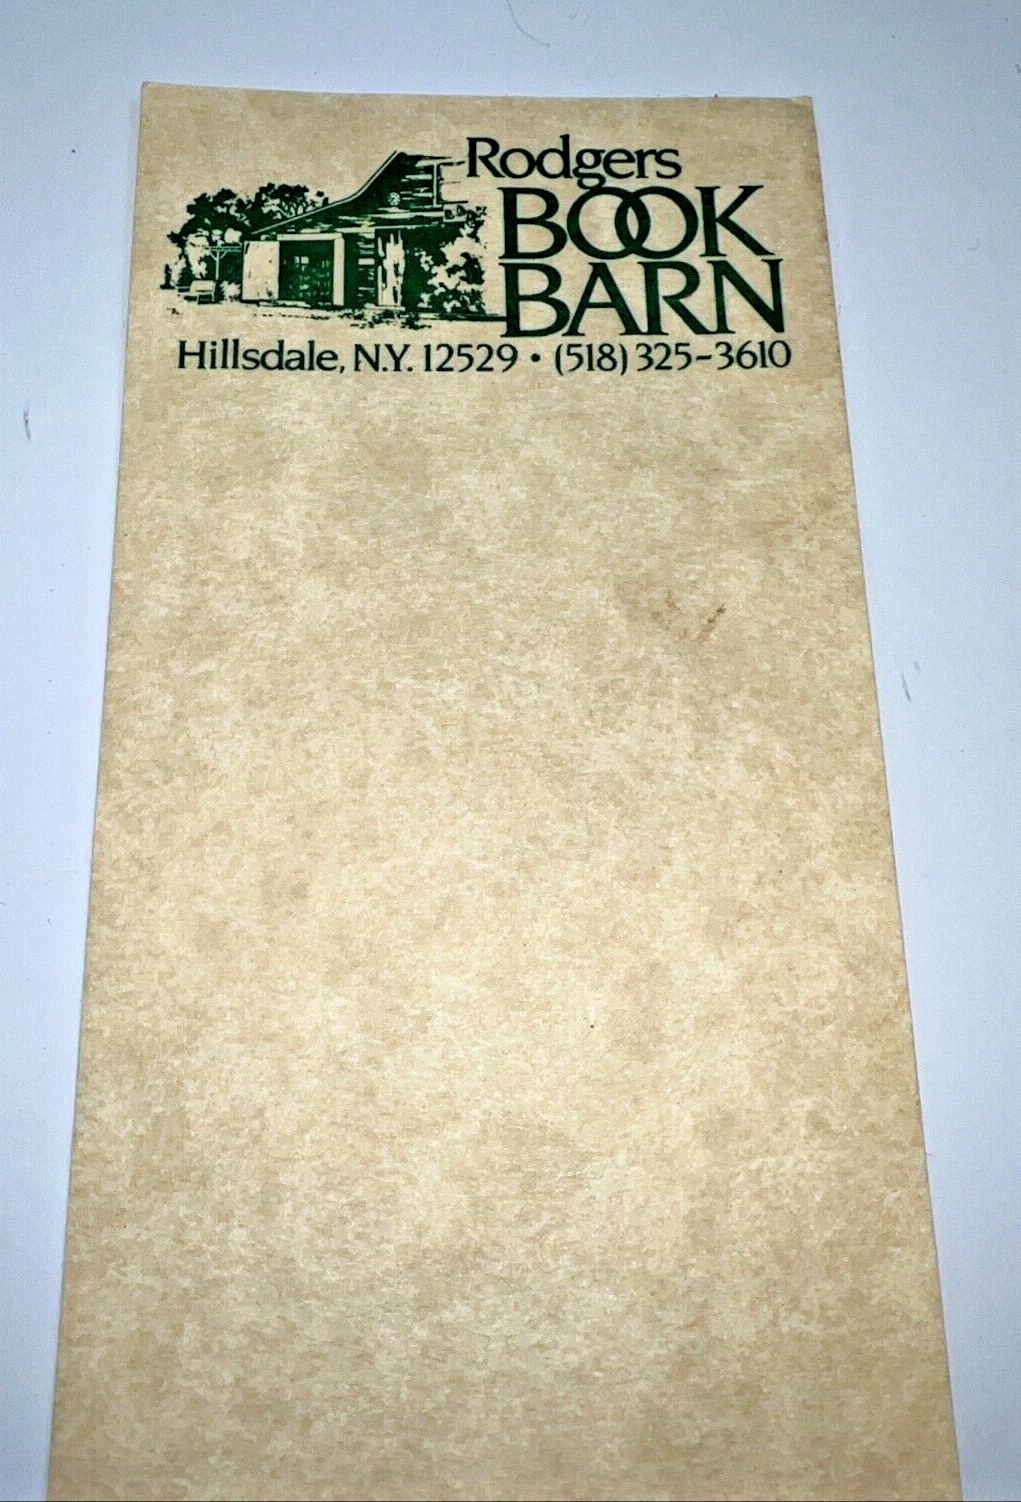 Rodgers
BOOK
BARN
Hillsdale, N.Y. 12529 • (518) 325-3610